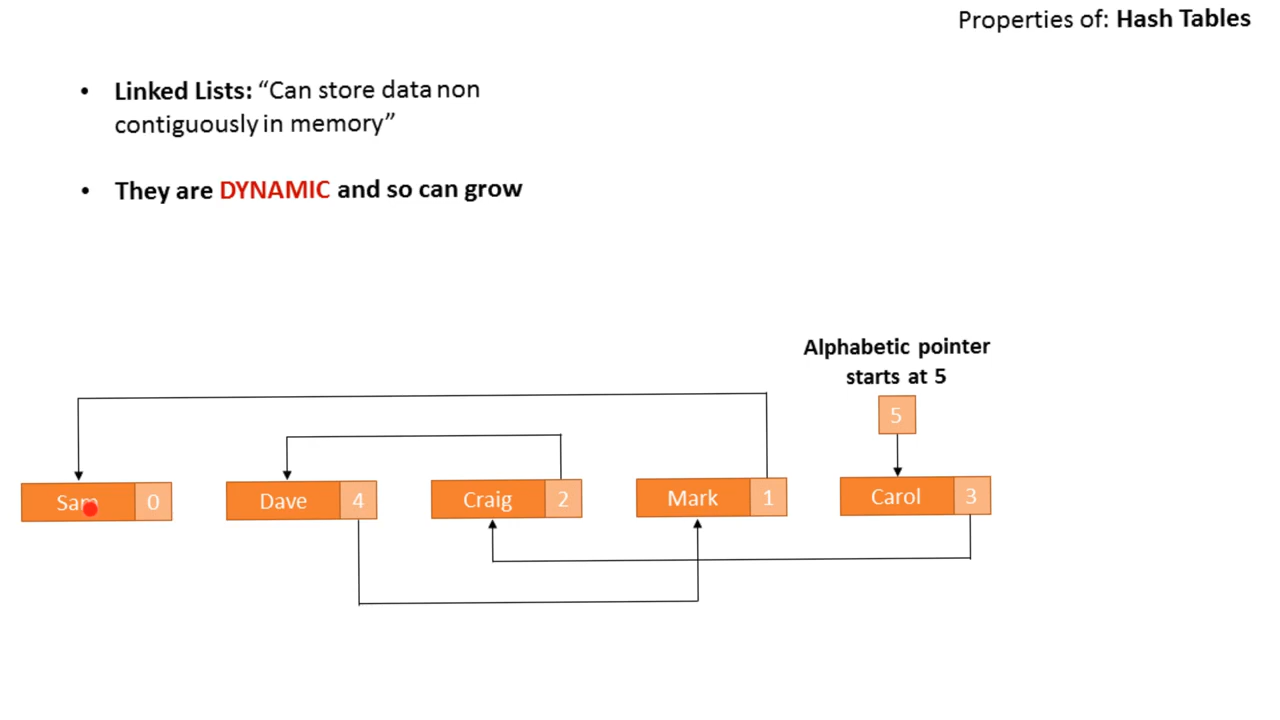 Properties of: Hash Tables
• Linked Lists: “Can store data non
contiguously in memory”
• They are DYNAMIC and so can grow
Alphabetic pointer
starts at 5
5
Sam 0
Dave 4
Craig 2
Mark 1
Carol 3